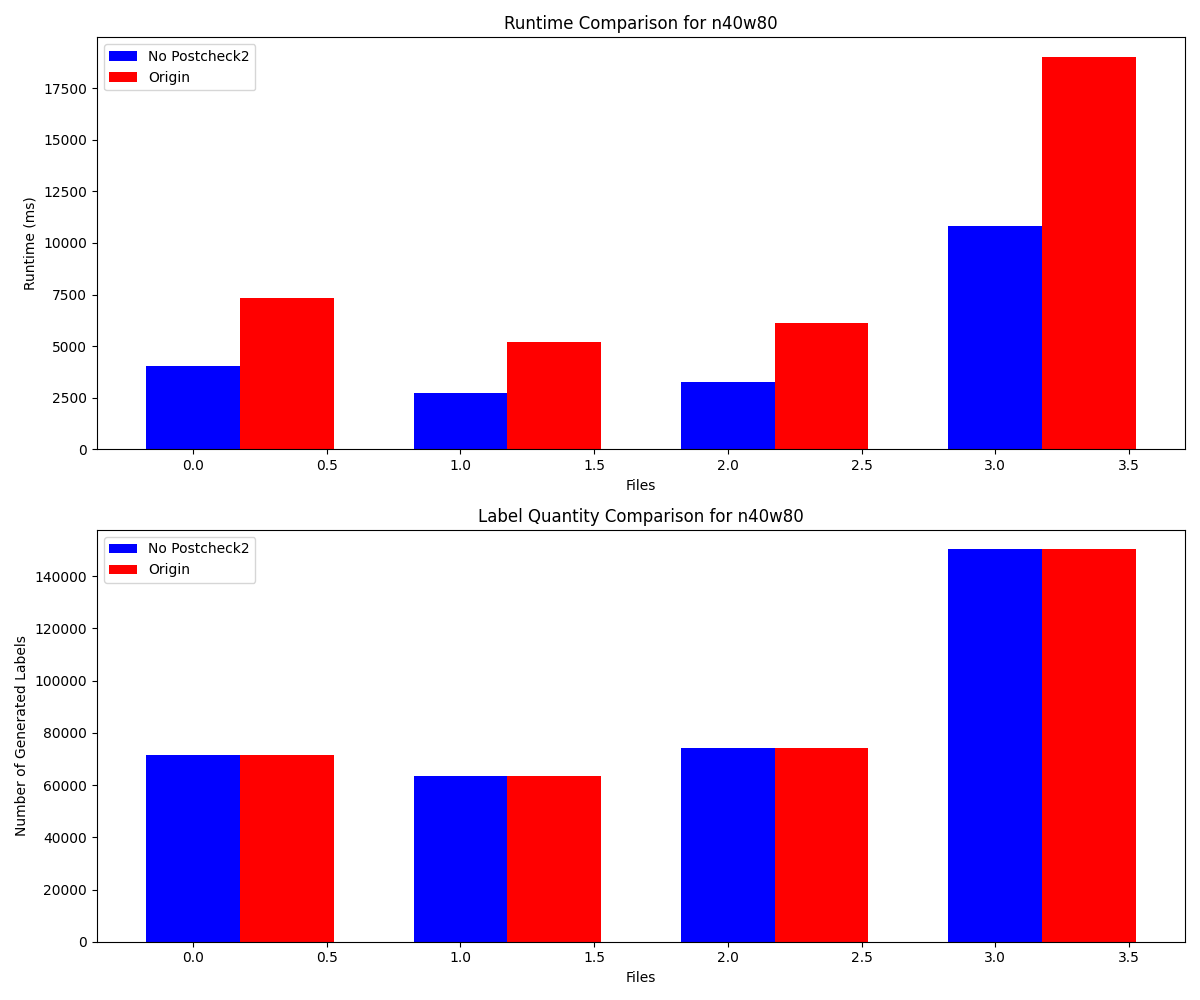 Runtime Comparison for n40w80
No Postcheck2
Origin
17500
15000
12500
10000
7500
5000
2500
0
Runtime (ms)
0.0 0.5 1.0 1.5 2.0 2.5 3.0 3.5
Files
Label Quantity Comparison for n40w80
No Postcheck2
Origin
140000
120000
100000
80000
60000
40000
20000
0
Number of Generated Labels
0.0 0.5 1.0 1.5 2.0 2.5 3.0 3.5
Files